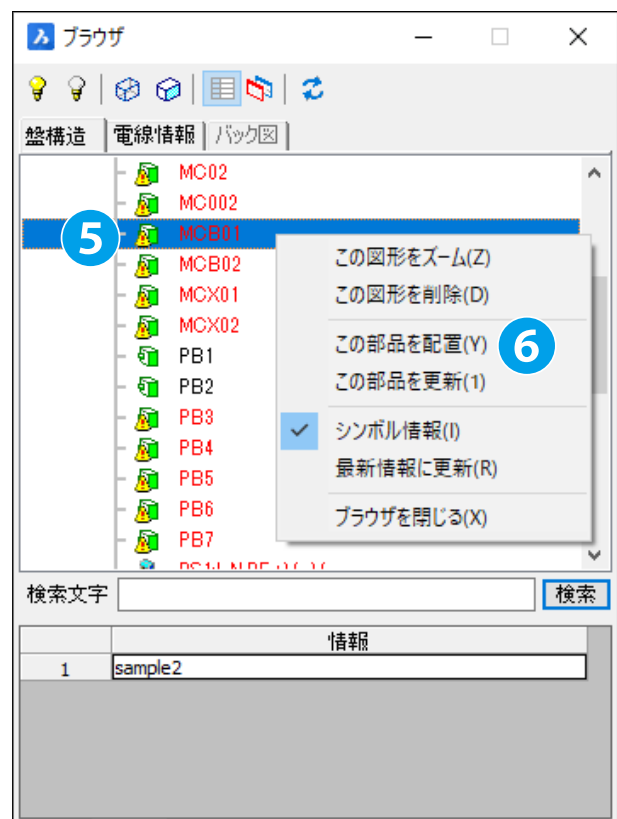 ブラウザ
盤構造 電線情報 バック図
MC02
MC002
5 MCB01
MCB02
MCX01
MCX02
PB1
PB2
PB3
PB4
PB5
PB6
PB7
この図形をズーム(Z)
この図形を削除(D)
この部品を配置(Y) 6
この部品を更新(1)
シンボル情報(I)
最新情報に更新(R)
ブラウザを閉じる(X)
検索文字 検索
情報
1 sample2